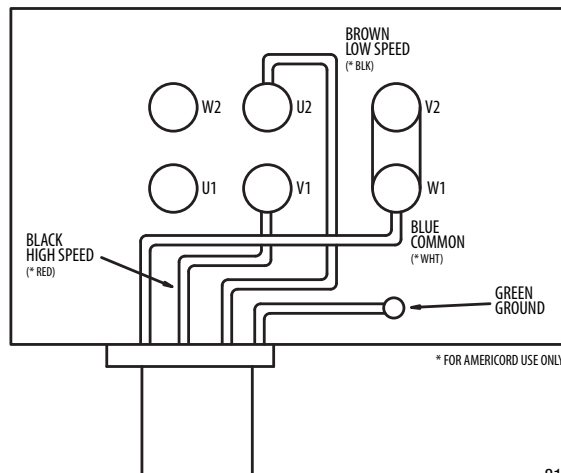 BROWN
LOW SPEED
(* BLK)
W2
U2
V2
U1
V1
W1
BLACK
HIGH SPEED
(* RED)
BLUE
COMMON
(* WHT)
GREEN
GROUND
* FOR AMERICORD USE ONLY